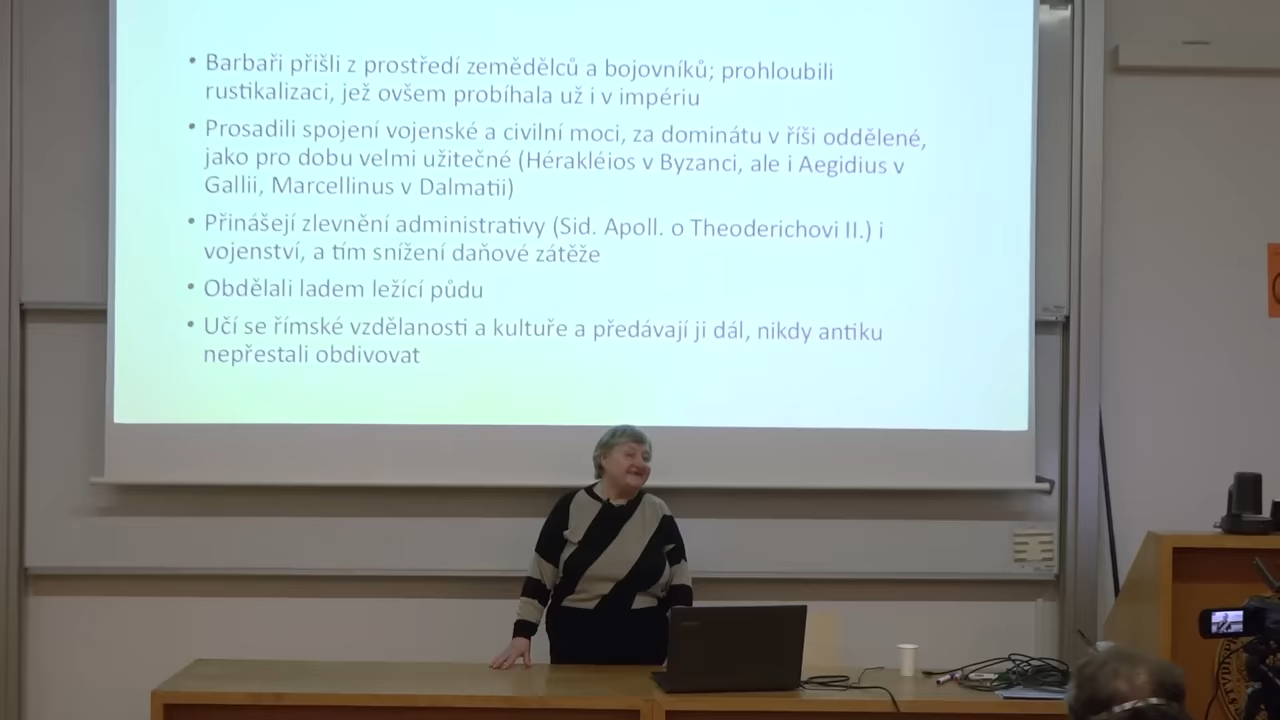 • Barbaři přišli z prostředí zemědělců a bojovníků; prohloubili
rustikalizaci, jež ovšem probíhala už i v impériu
• Prosadili spojení vojenské a civilní moci, za dominátu v říši oddělené,
jako pro dobu velmi užitečné (Hérakléios v Byzanci, ale i Aegidius v
Gallii, Marcellinus v Dalmatii)
• Přinášejí zlevnění administrativy (Sid. Apoll. o Theoderichovi II.) i
vojenství, a tím snížení daňové zátěže
• Obdělali ladem ležící půdu
• Učí se římské vzdělanosti a kultuře a předávají ji dál, nikdy antiku
nepřestali obdivovat